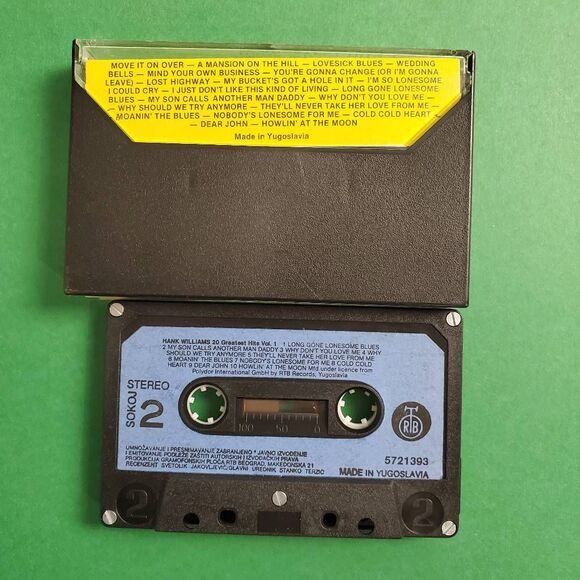 MOVE IT ON OVER — A MANSION ON THE HILL — LOVESICK BLUES — WEDDING
BELLS — MIND YOUR OWN BUSINESS — YOU'RE GONNA CHANGE (OR I'M GONNA
LEAVE) — LOST HIGHWAY — MY BUCKET'S GOT A HOLE IN IT — I'M SO LONESOME
I COULD CRY — I JUST DON'T LIKE THIS KIND OF LIVING — LONG GONE LONESOME
BLUES — MY SON CALLS ANOTHER MAN DADDY — WHY DON'T YOU LOVE ME —
— WHY SHOULD WE TRY ANYMORE — THEY'LL NEVER TAKE HER LOVE FROM ME —
MOANIN' THE BLUES — NOBODY'S LONESOME FOR ME — COLD COLD HEART
— DEAR JOHN — HOWLIN' AT THE MOON
Made in Yugoslavia
HANK WILLIAMS 20 Greatest Hits Vol. 1 1 LONG GONE LONESOME BLUES
2 MY SON CALLS ANOTHER MAN DADDY 3 WHY DON'T YOU LOVE ME 4 WHY
SHOULD WE TRY ANYMORE 5 THEY'LL NEVER TAKE HER LOVE FROM ME
6 MOANIN' THE BLUES 7 NOBODY'S LONESOME FOR ME 8 COLD COLD
HEART 9 DEAR JOHN 10 HOWLIN' AT THE MOON Mfd under licence from
Polydor International GmbH by RTB Records, Yugoslavia
STEREO
SOKOJ
2
100 50 0
RTB
5721393
UMNOŽAVANJE I PRESNIMAVANJE ZABRANJENO * JAVNO IZVOĐENJE
I EMITOVANJE PODLEŽE ZAŠTITI AUTORSKIH I IZVOĐAČKIH PRAVA
PRODUKCIJA GRAMOFONSKIH PLOČA RTB BEOGRAD, MAKEDONSKA 21
RECENZENT SVETOLIK JAKOVLJEVIĆ/GLAVNI UREDNIK STANKO TERZIĆ
MADE IN YUGOSLAVIA
2
2